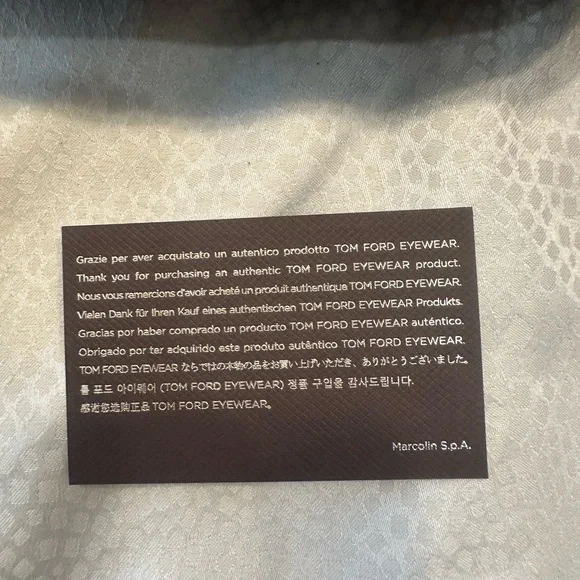 Grazie per aver acquistato un autentico prodotto TOM FORD EYEWEAR.
Thank you for purchasing an authentic TOM FORD EYEWEAR product.
Nous vous ramercions d'avoir acheté un produit authentique TOM FORD EYEWEAR.
Vielen Dank für Ihren Kauf eines authentischen TOM FORD EYEWEAR Produkts.
Gracias por haber comprado un producto TOM FORD EYEWEAR auténtico.
Obrigado por ter adquirido este produto autêntico TOM FORD EYEWEAR.
TOM FORD EYEWEAR ならではの本物の品をお買い上げいただき、ありがとうございました。
톰 포드 아이웨어 (TOM FORD EYEWEAR) 정품 구입을 감사드립니다.
感谢您选购正品 TOM FORD EYEWEAR。
Marcolin S.p.A.